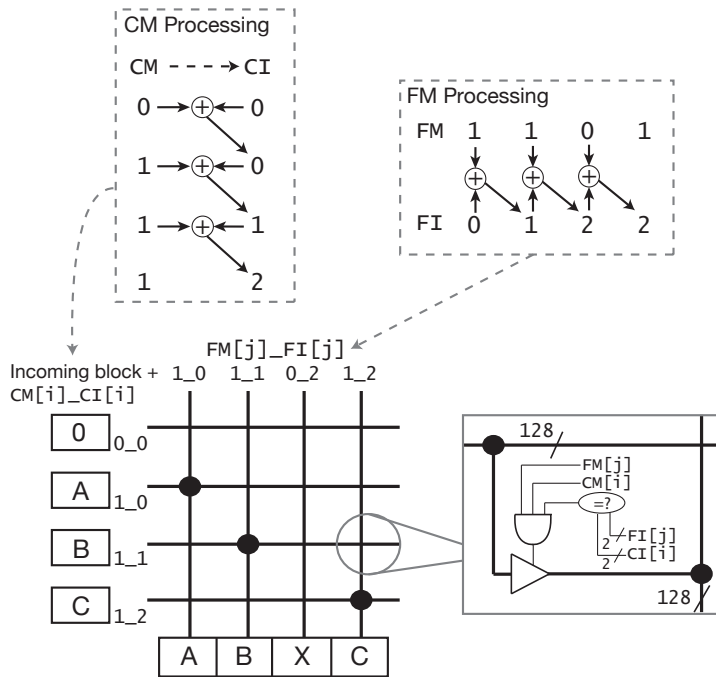 CM Processing
CM CI
0 + 0
1 + 0
1 + 1
1 2
FM Processing
FM 1 1 0 1
+ + +
FI 0 1 2 2
FM[j]_FI[j]
Incoming block +
CM[i]_CI[i]
1_0 1_1 0_2 1_2
0 0_0
A 1_0
B 1_1
C 1_2
A B X C
128
FM[j]
CM[i]
=?
2 FI[j]
2 CI[i]
128